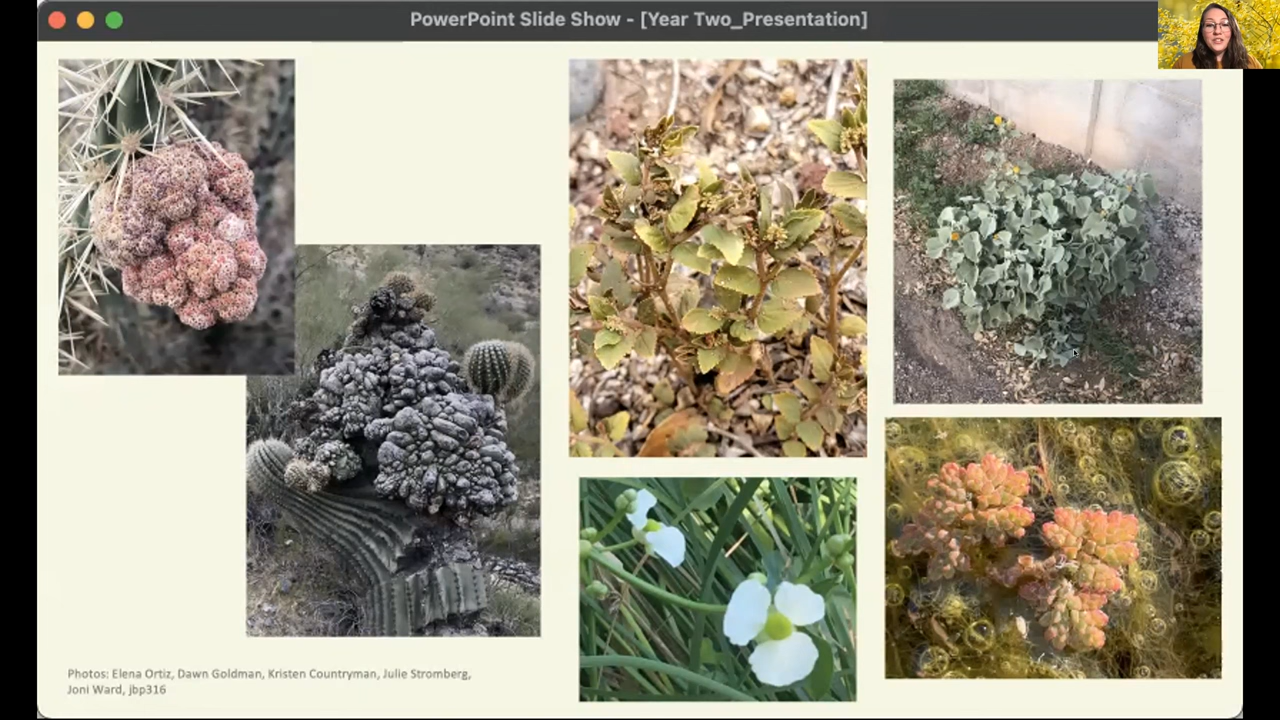 PowerPoint Slide Show - [Year Two_Presentation]
Photos: Elena Ortiz, Dawn Goldman, Kristen Countryman, Julie Stromberg,
Joni Ward, jbp316